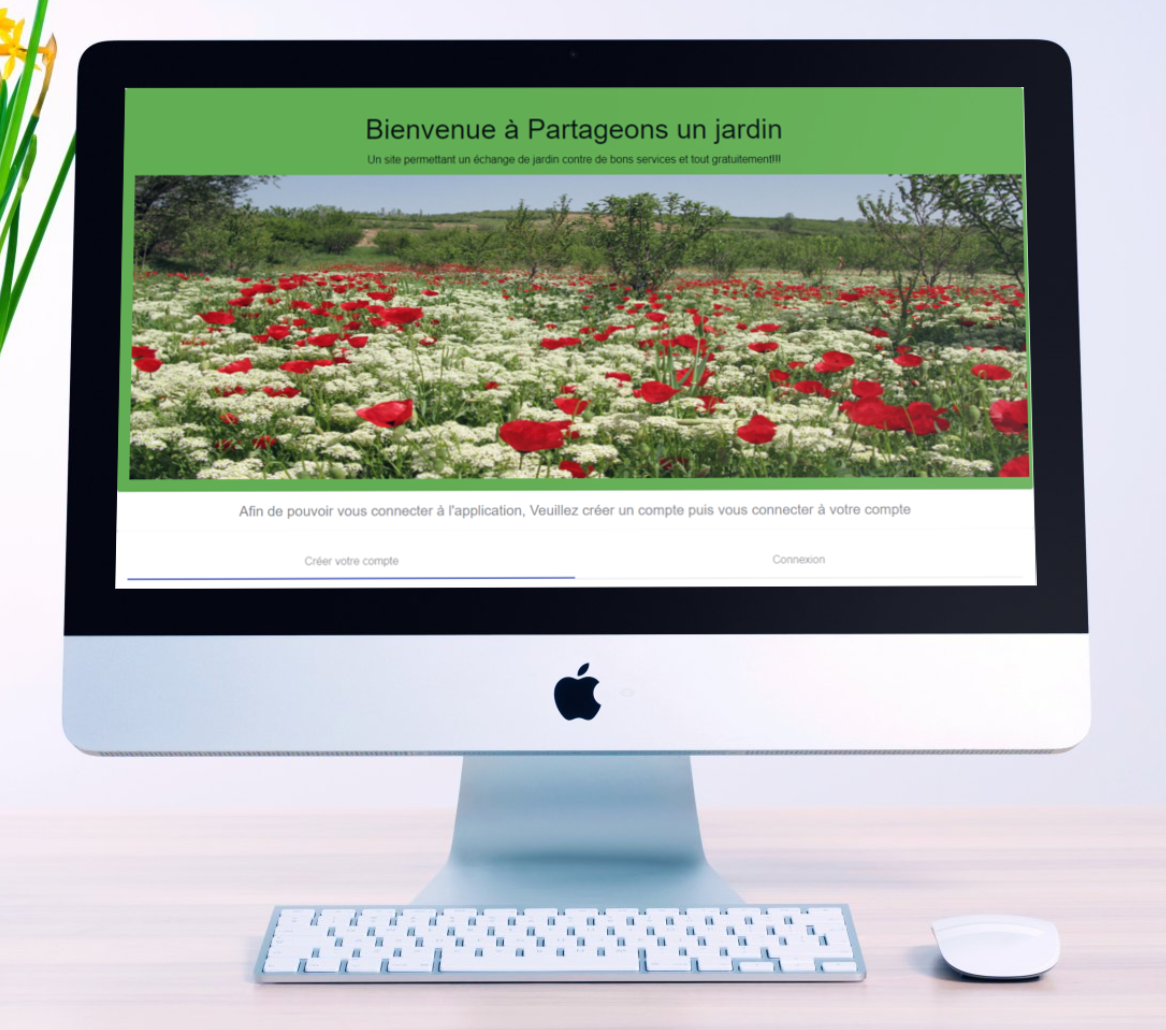 Bienvenue à Partageons un jardin
Un site permettant un échange de jardin contre de bons services et tout gratuitement!!!
Afin de pouvoir vous connecter à l'application, Veuillez créer un compte puis vous connecter à votre compte
Créer votre compte
Connexion